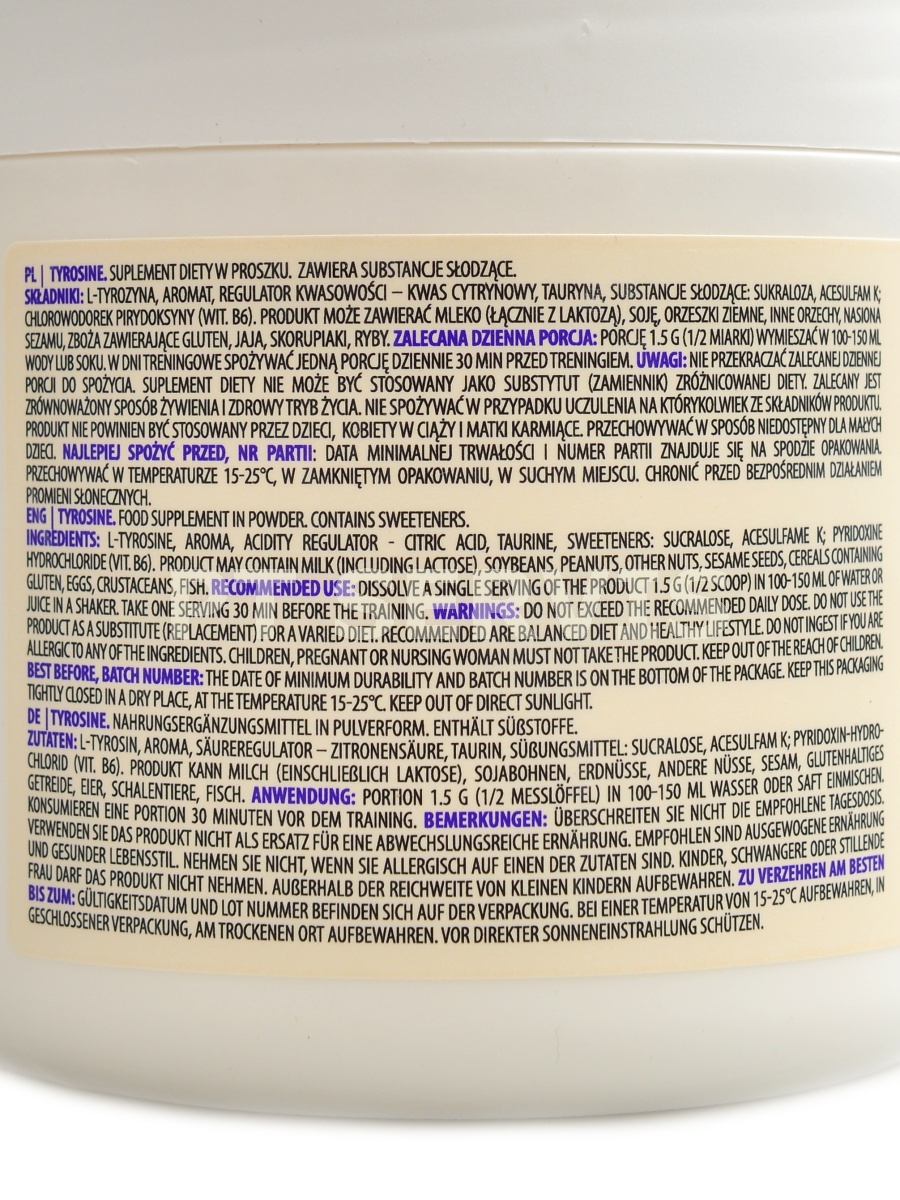 PL | TYROSINE. SUPLEMENT DIETY W PROSZKU. ZAWIERA SUBSTANCJE SŁODZĄCE.
SKŁADNIKI: L-TYROZYNA, AROMAT, REGULATOR KWASOWOŚCI – KWAS CYTRYNOWY, TAURYNA, SUBSTANCJE SŁODZĄCE: SUKRALOZA, ACESULFAM K;
CHLOROWODOREK PIRYDOKSYNY (WIT. B6). PRODUKT MOŻE ZAWIERAĆ MLEKO (ŁĄCZNIE Z LAKTOZĄ), SOJĘ, ORZESZKI ZIEMNE, INNE ORZECHY, NASIONA
SEZAMU, ZBOŻA ZAWIERAJĄCE GLUTEN, JAJA, SKORUPIAKI, RYBY. ZALECANA DZIENNA PORCJA: PORCJĘ 1.5 G (1/2 MIARKI) WYMIESZAĆ W 100-150 ML
WODY LUB SOKU. W DNI TRENINGOWE SPOŻYWAĆ JEDNĄ PORCJĘ DZIENNIE 30 MIN PRZED TRENINGIEM. UWAGI: NIE PRZEKRACZAĆ ZALECANEJ DZIENNEJ
PORCJI DO SPOŻYCIA. SUPLEMENT DIETY NIE MOŻE BYĆ STOSOWANY JAKO SUBSTYTUT (ZAMIENNIK) ZRÓŻNICOWANEJ DIETY. ZALECANY JEST
ZRÓWNOWAŻONY SPOSÓB ŻYWIENIA I ZDROWY TRYB ŻYCIA. NIE SPOŻYWAĆ W PRZYPADKU UCZULENIA NA KTÓRYKOLWIEK ZE SKŁADNIKÓW PRODUKTU.
PRODUKT NIE POWINIEN BYĆ STOSOWANY PRZEZ DZIECI, KOBIETY W CIĄŻY I MATKI KARMIĄCE. PRZECHOWYWAĆ W SPOSÓB NIEDOSTĘPNY DLA MAŁYCH
DZIECI. NAJLEPIEJ SPOŻYĆ PRZED, NR PARTII: DATA MINIMALNEJ TRWAŁOŚCI I NUMER PARTII ZNAJDUJE SIĘ NA SPODZIE OPAKOWANIA.
PRZECHOWYWAĆ W TEMPERATURZE 15-25°C, W ZAMKNIĘTYM OPAKOWANIU, W SUCHYM MIEJSCU. CHRONIĆ PRZED BEZPOŚREDNIM DZIAŁANIEM
PROMIENI SŁONECZNYCH.
ENG | TYROSINE. FOOD SUPPLEMENT IN POWDER. CONTAINS SWEETENERS.
INGREDIENTS: L-TYROSINE, AROMA, ACIDITY REGULATOR - CITRIC ACID, TAURINE, SWEETENERS: SUCRALOSE, ACESULFAME K; PYRIDOXINE
HYDROCHLORIDE (VIT. B6). PRODUCT MAY CONTAIN MILK (INCLUDING LACTOSE), SOYBEANS, PEANUTS, OTHER NUTS, SESAME SEEDS, CEREALS CONTAINING
GLUTEN, EGGS, CRUSTACEANS, FISH. RECOMMENDED USE: DISSOLVE A SINGLE SERVING OF THE PRODUCT 1.5 G (1/2 SCOOP) IN 100-150 ML OF WATER OR
JUICE IN A SHAKER. TAKE ONE SERVING 30 MIN BEFORE THE TRAINING. WARNINGS: DO NOT EXCEED THE RECOMMENDED DAILY DOSE. DO NOT USE THE
PRODUCT AS A SUBSTITUTE (REPLACEMENT) FOR A VARIED DIET. RECOMMENDED ARE BALANCED DIET AND HEALTHY LIFESTYLE. DO NOT INGEST IF YOU ARE
ALLERGIC TO ANY OF THE INGREDIENTS. CHILDREN, PREGNANT OR NURSING WOMAN MUST NOT TAKE THE PRODUCT. KEEP OUT OF THE REACH OF CHILDREN.
BEST BEFORE, BATCH NUMBER: THE DATE OF MINIMUM DURABILITY AND BATCH NUMBER IS ON THE BOTTOM OF THE PACKAGE. KEEP THIS PACKAGING
TIGHTLY CLOSED IN A DRY PLACE, AT THE TEMPERATURE 15-25°C. KEEP OUT OF DIRECT SUNLIGHT.
DE | TYROSINE. NAHRUNGSERGÄNZUNGSMITTEL IN PULVERFORM. ENTHÄLT SÜßSTOFFE.
ZUTATEN: L-TYROSIN, AROMA, SÄUREREGULATOR – ZITRONENSÄURE, TAURIN, SÜßUNGSMITTEL: SUCRALOSE, ACESULFAM K; PYRIDOXIN-HYDRO-
CHLORID (VIT. B6). PRODUKT KANN MILCH (EINSCHLIEßLICH LAKTOSE), SOJABOHNEN, ERDNÜSSE, ANDERE NÜSSE, SESAM, GLUTENHALTIGES
GETREIDE, EIER, SCHALENTIERE, FISCH. ANWENDUNG: PORTION 1.5 G (1/2 MESSLÖFFEL) IN 100-150 ML WASSER ODER SAFT EINMISCHEN.
KONSUMIEREN EINE PORTION 30 MINUTEN VOR DEM TRAINING. BEMERKUNGEN: ÜBERSCHREITEN SIE NICHT DIE EMPFOHLENE TAGESDOSIS.
VERWENDEN SIE DAS PRODUKT NICHT ALS ERSATZ FÜR EINE ABWECHSLUNGSREICHE ERNÄHRUNG. EMPFOHLEN SIND AUSGEWOGENE ERNÄHRUNG
UND GESUNDER LEBENSSTIL. NEHMEN SIE NICHT, WENN SIE ALLERGISCH AUF EINEN DER ZUTATEN SIND. KINDER, SCHWANGERE ODER STILLENDE
FRAU DARF DAS PRODUKT NICHT NEHMEN. AUßERHALB DER REICHWEITE VON KLEINEN KINDERN AUFBEWAHREN. ZU VERZEHREN AM BESTEN
BIS ZUM: GÜLTIGKEITSDATUM UND LOT NUMMER BEFINDEN SICH AUF DER VERPACKUNG. BEI EINER TEMPERATUR VON 15-25°C AUFBEWAHREN, IN
GESCHLOSSENER VERPACKUNG, AM TROCKENEN ORT AUFBEWAHREN. VOR DIREKTER SONNENEINSTRAHLUNG SCHÜTZEN.